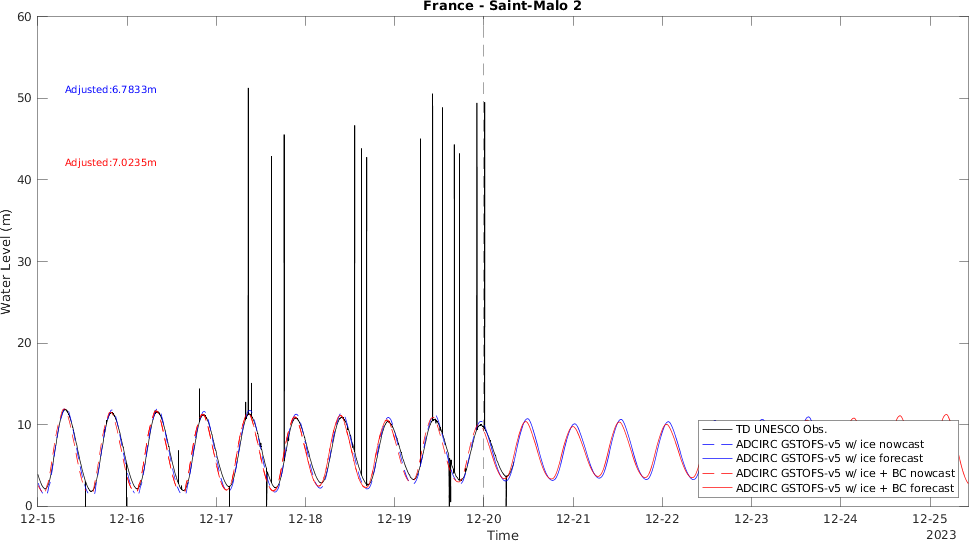 France - Saint-Malo 2
60
50
40
30
20
10
0
Water Level (m)
Adjusted:6.7833m
Adjusted:7.0235m
TD UNESCO Obs.
ADCIRC GSTOFS-v5 w/ ice nowcast
ADCIRC GSTOFS-v5 w/ ice forecast
ADCIRC GSTOFS-v5 w/ ice + BC nowcast
ADCIRC GSTOFS-v5 w/ ice + BC forecast
12-15 12-16 12-17 12-18 12-19 12-20 12-21 12-22 12-23 12-24 12-25
Time
2023